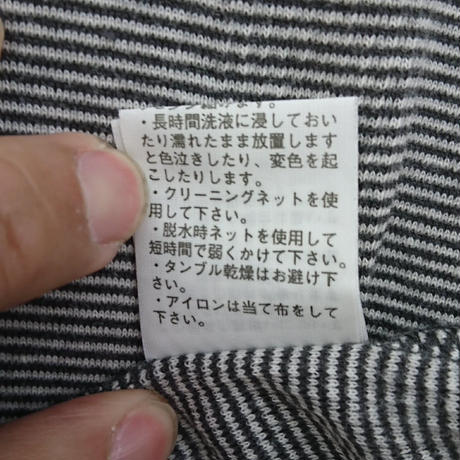 ・長時間洗液に浸しておい
たり濡れたまま放置します
と色泣きしたり、変色を起
こしたりします。
・クリーニングネットを使
用して下さい。
・脱水時ネットを使用して
短時間で弱くかけて下さい。
・タンブル乾燥はお避け下
さい。
・アイロンは当て布をして
下さい。